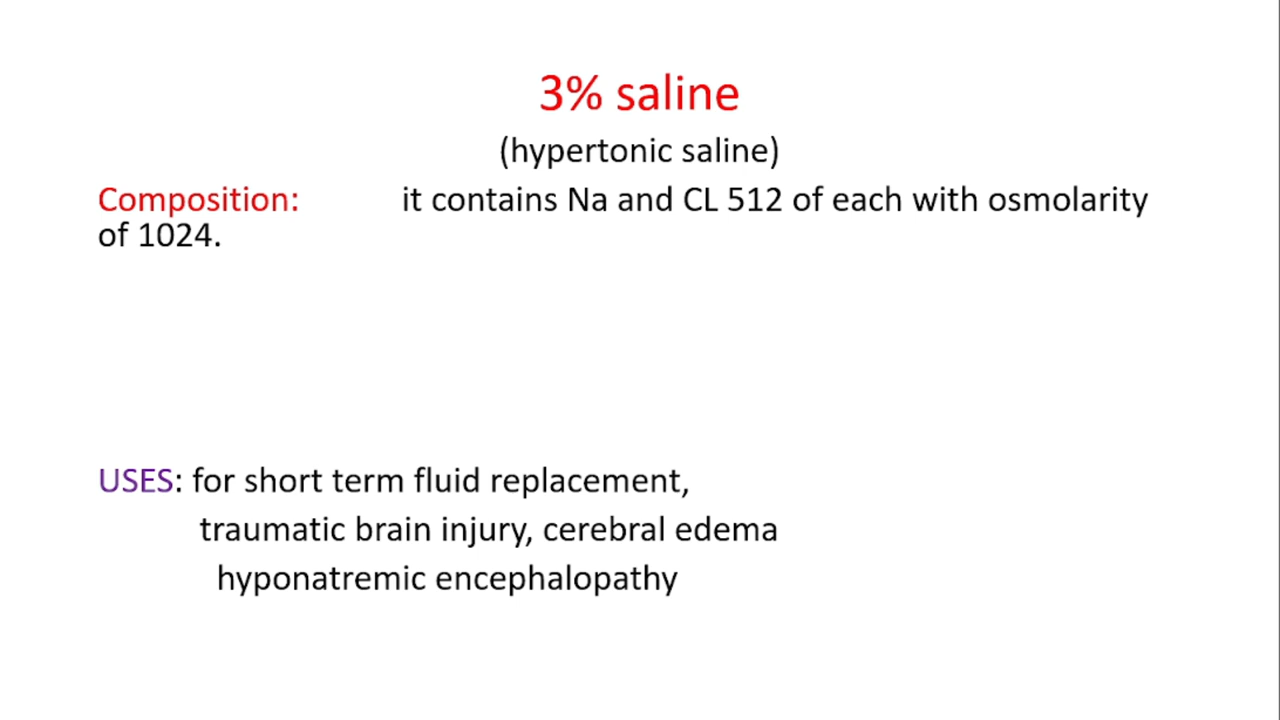 3% saline
(hypertonic saline)
Composition: it contains Na and CL 512 of each with osmolarity
of 1024.
USES: for short term fluid replacement,
traumatic brain injury, cerebral edema
hyponatremic encephalopathy